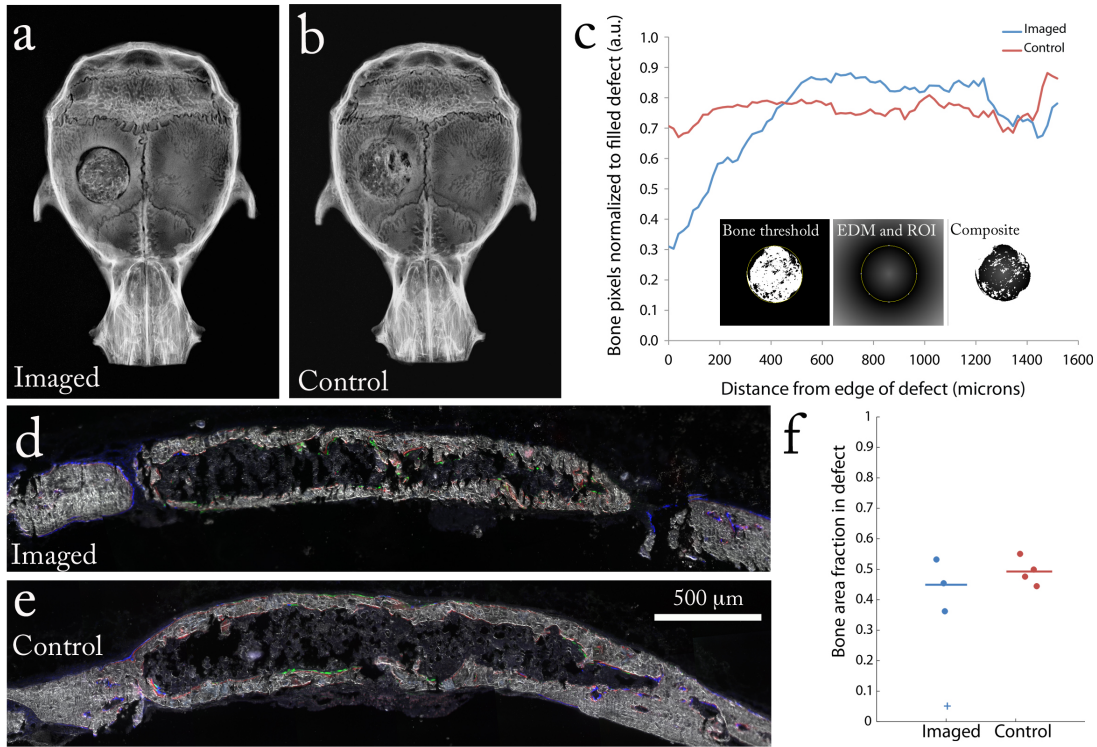 a
Imaged
b
Control
c
Bone pixels normalized to filled defect (a.u.)
1.0
0.9
0.8
0.7
0.6
0.5
0.4
0.3
0.2
0.1
0.0
Imaged
Control
Bone threshold
EDM and ROI
Composite
0 200 400 600 800 1000 1200 1400 1600
Distance from edge of defect (microns)
d
Imaged
e
Control
500 µm
f
Bone area fraction in defect
1
0.9
0.8
0.7
0.6
0.5
0.4
0.3
0.2
0.1
0
Imaged Control